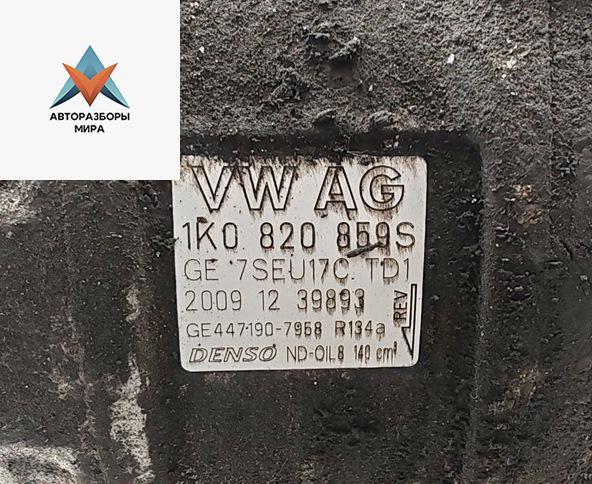 АВТОРАЗБОРЫ
МИРА
VW AG
1K0 820 859S
GE 7SEU17C TD1
2009 12 39893
GE447190-7958 R134a
REV
DENSO ND-OIL8 140 cm³